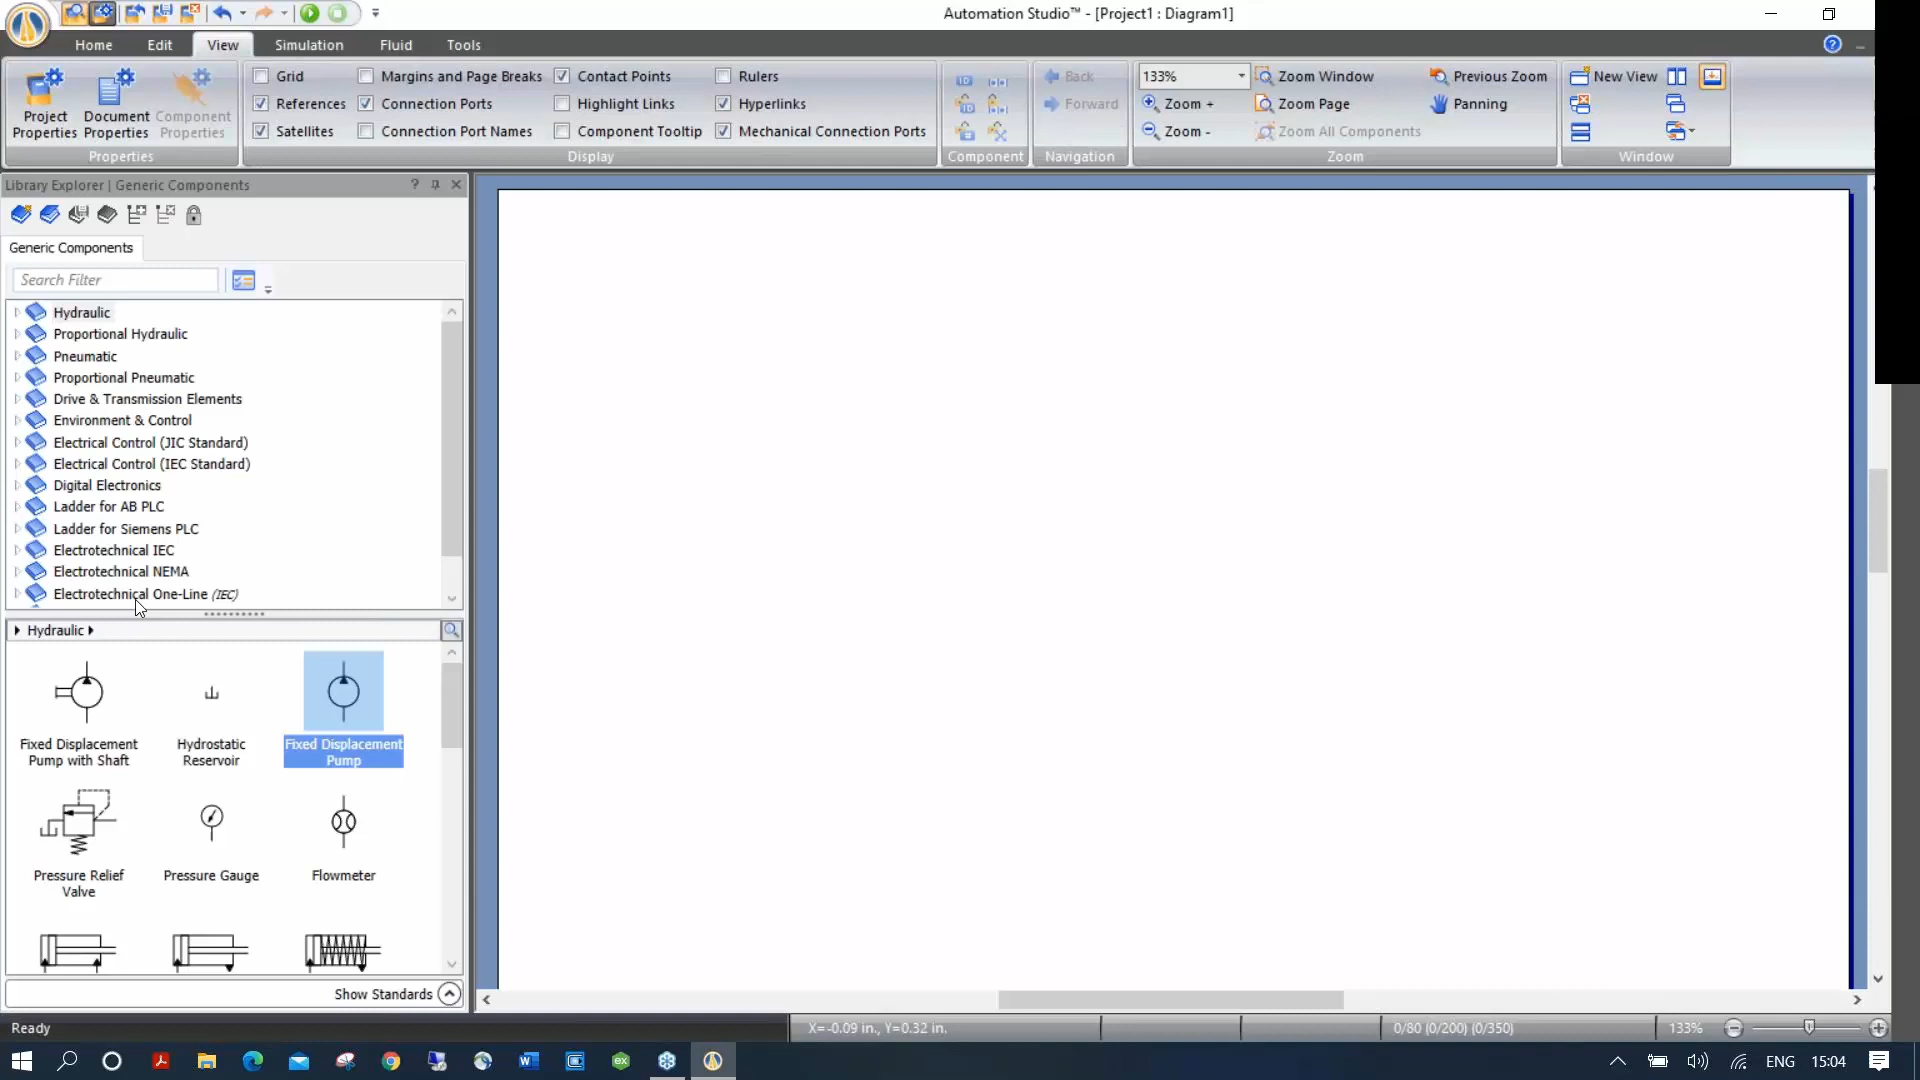 Automation Studio™ - [Project1 : Diagram1]
Home Edit View Simulation Fluid Tools
Project Properties
Document Properties
Component Properties
Properties
Grid
References
Satellites
Margins and Page Breaks
Connection Ports
Connection Port Names
Contact Points
Highlight Links
Component Tooltip
Rulers
Hyperlinks
Mechanical Connection Ports
Display
Component
Back
Forward
Navigation
133%
Zoom +
Zoom -
Zoom Window
Zoom Page
Zoom All Components
Previous Zoom
Panning
Zoom
New View
Window
Library Explorer | Generic Components
Generic Components
Search Filter
Hydraulic
Proportional Hydraulic
Pneumatic
Proportional Pneumatic
Drive & Transmission Elements
Environment & Control
Electrical Control (JIC Standard)
Electrical Control (IEC Standard)
Digital Electronics
Ladder for AB PLC
Ladder for Siemens PLC
Electrotechnical IEC
Electrotechnical NEMA
Electrotechnical One-Line (IEC)
Hydraulic
Fixed Displacement Pump with Shaft
Hydrostatic Reservoir
Fixed Displacement Pump
Pressure Relief Valve
Pressure Gauge
Flowmeter
Show Standards
Ready
X=-0.09 in., Y=0.32 in.
0/80 (0/200) (0/350)
133%
ENG
15:04